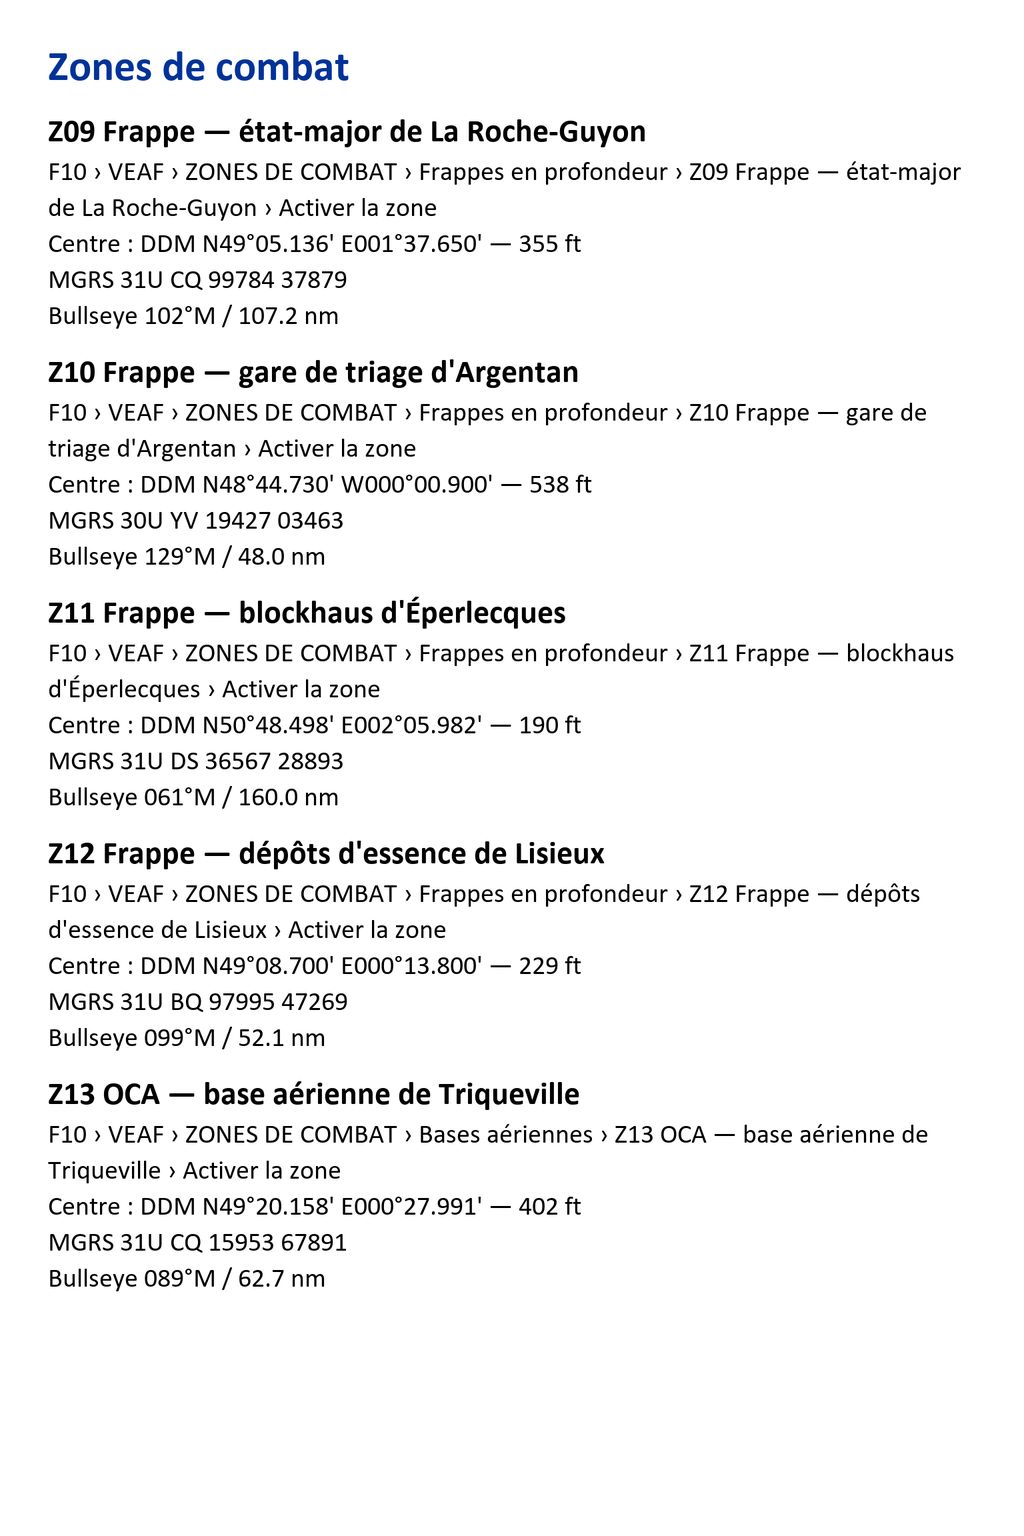 Zones de combat
Z09 Frappe — état-major de La Roche-Guyon
F10 › VEAF › ZONES DE COMBAT › Frappes en profondeur › Z09 Frappe — état-major
de La Roche-Guyon › Activer la zone
Centre : DDM N49°05.136' E001°37.650' — 355 ft
MGRS 31U CQ 99784 37879
Bullseye 102°M / 107.2 nm
Z10 Frappe — gare de triage d'Argentan
F10 › VEAF › ZONES DE COMBAT › Frappes en profondeur › Z10 Frappe — gare de
triage d'Argentan › Activer la zone
Centre : DDM N48°44.730' W000°00.900' — 538 ft
MGRS 30U YV 19427 03463
Bullseye 129°M / 48.0 nm
Z11 Frappe — blockhaus d'Éperlecques
F10 › VEAF › ZONES DE COMBAT › Frappes en profondeur › Z11 Frappe — blockhaus
d'Éperlecques › Activer la zone
Centre : DDM N50°48.498' E002°05.982' — 190 ft
MGRS 31U DS 36567 28893
Bullseye 061°M / 160.0 nm
Z12 Frappe — dépôts d'essence de Lisieux
F10 › VEAF › ZONES DE COMBAT › Frappes en profondeur › Z12 Frappe — dépôts
d'essence de Lisieux › Activer la zone
Centre : DDM N49°08.700' E000°13.800' — 229 ft
MGRS 31U BQ 97995 47269
Bullseye 099°M / 52.1 nm
Z13 OCA — base aérienne de Triqueville
F10 › VEAF › ZONES DE COMBAT › Bases aériennes › Z13 OCA — base aérienne de
Triqueville › Activer la zone
Centre : DDM N49°20.158' E000°27.991' — 402 ft
MGRS 31U CQ 15953 67891
Bullseye 089°M / 62.7 nm